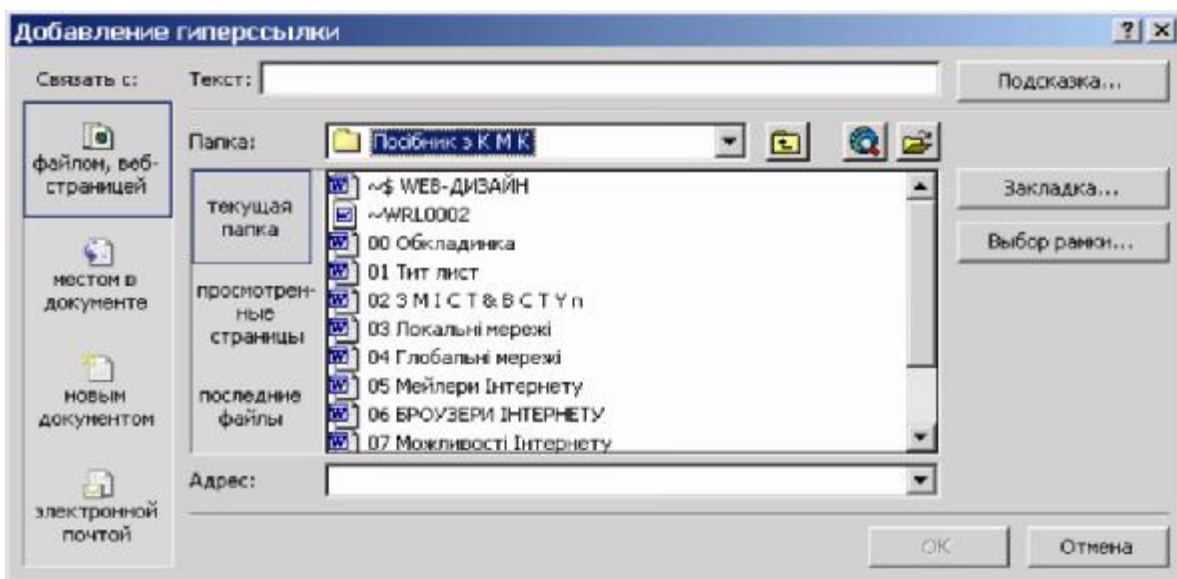 Добавление гиперссылки
Связать с:
Текст:
Подсказка...
файлом, веб-
страницей
Папка:
Посібник з К М К
текущая
папка
~$ WEB-ДИЗАЙН
~WRL0002
00 Обкладинка
01 Тит лист
02 З М І С Т & В С Т У п
03 Локальні мережі
04 Глобальні мережі
05 Мейлери Інтернету
06 БРОУЗЕРИ ІНТЕРНЕТУ
07 Можливості Інтернету
Закладка...
Выбор рамки...
местом в
документе
просмотрен-
ные
страницы
новым
документом
последние
файлы
Адрес:
электронной
почтой
ОК
Отмена